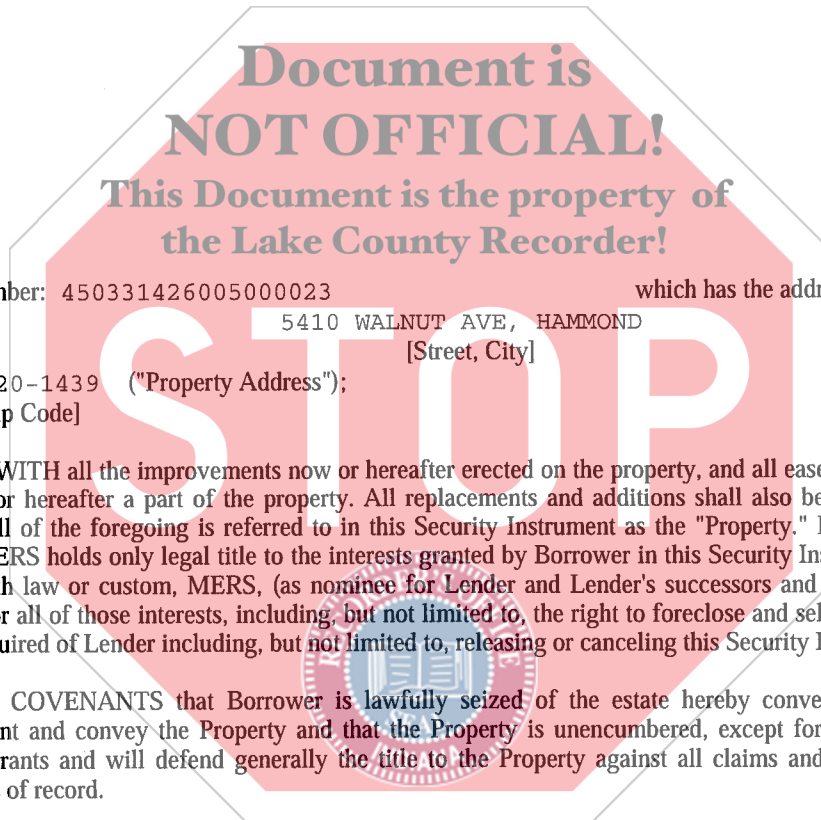 Document is
NOT OFFICIAL!
This Document is the property of
the Lake County Recorder!
nber: 450331426005000023 which has the addr
5410 WALNUT AVE, HAMMOND
[Street, City]
20-1439 ("Property Address");
p Code]
STOP
WITH all the improvements now or hereafter erected on the property, and all ease
or hereafter a part of the property. All replacements and additions shall also be
ll of the foregoing is referred to in this Security Instrument as the "Property."
ERS holds only legal title to the interests granted by Borrower in this Security Ins
h law or custom, MERS, (as nominee for Lender and Lender's successors and
r all of those interests, including, but not limited to, the right to foreclose and sel
uired of Lender including, but not limited to, releasing or canceling this Security I
COVENANTS that Borrower is lawfully seized of the estate hereby conve
nt and convey the Property and that the Property is unencumbered, except for
rants and will defend generally the title to the Property against all claims and
of record.
SEAL
INDIANA